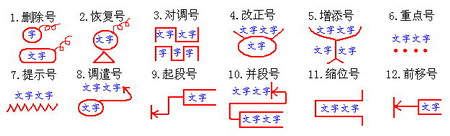 1.删除号 2.恢复号 3.对调号 4.改正号 5.增添号 6.重点号
字 文字 文字 文字文字 文字文字 文字
文字 文字 文字
7.提示号 8.调遣号 9.起段号 10.并段号 11.缩位号 12.前移号
文字文字 文字文字 文字 文字文字 文字 文字
文字 文字